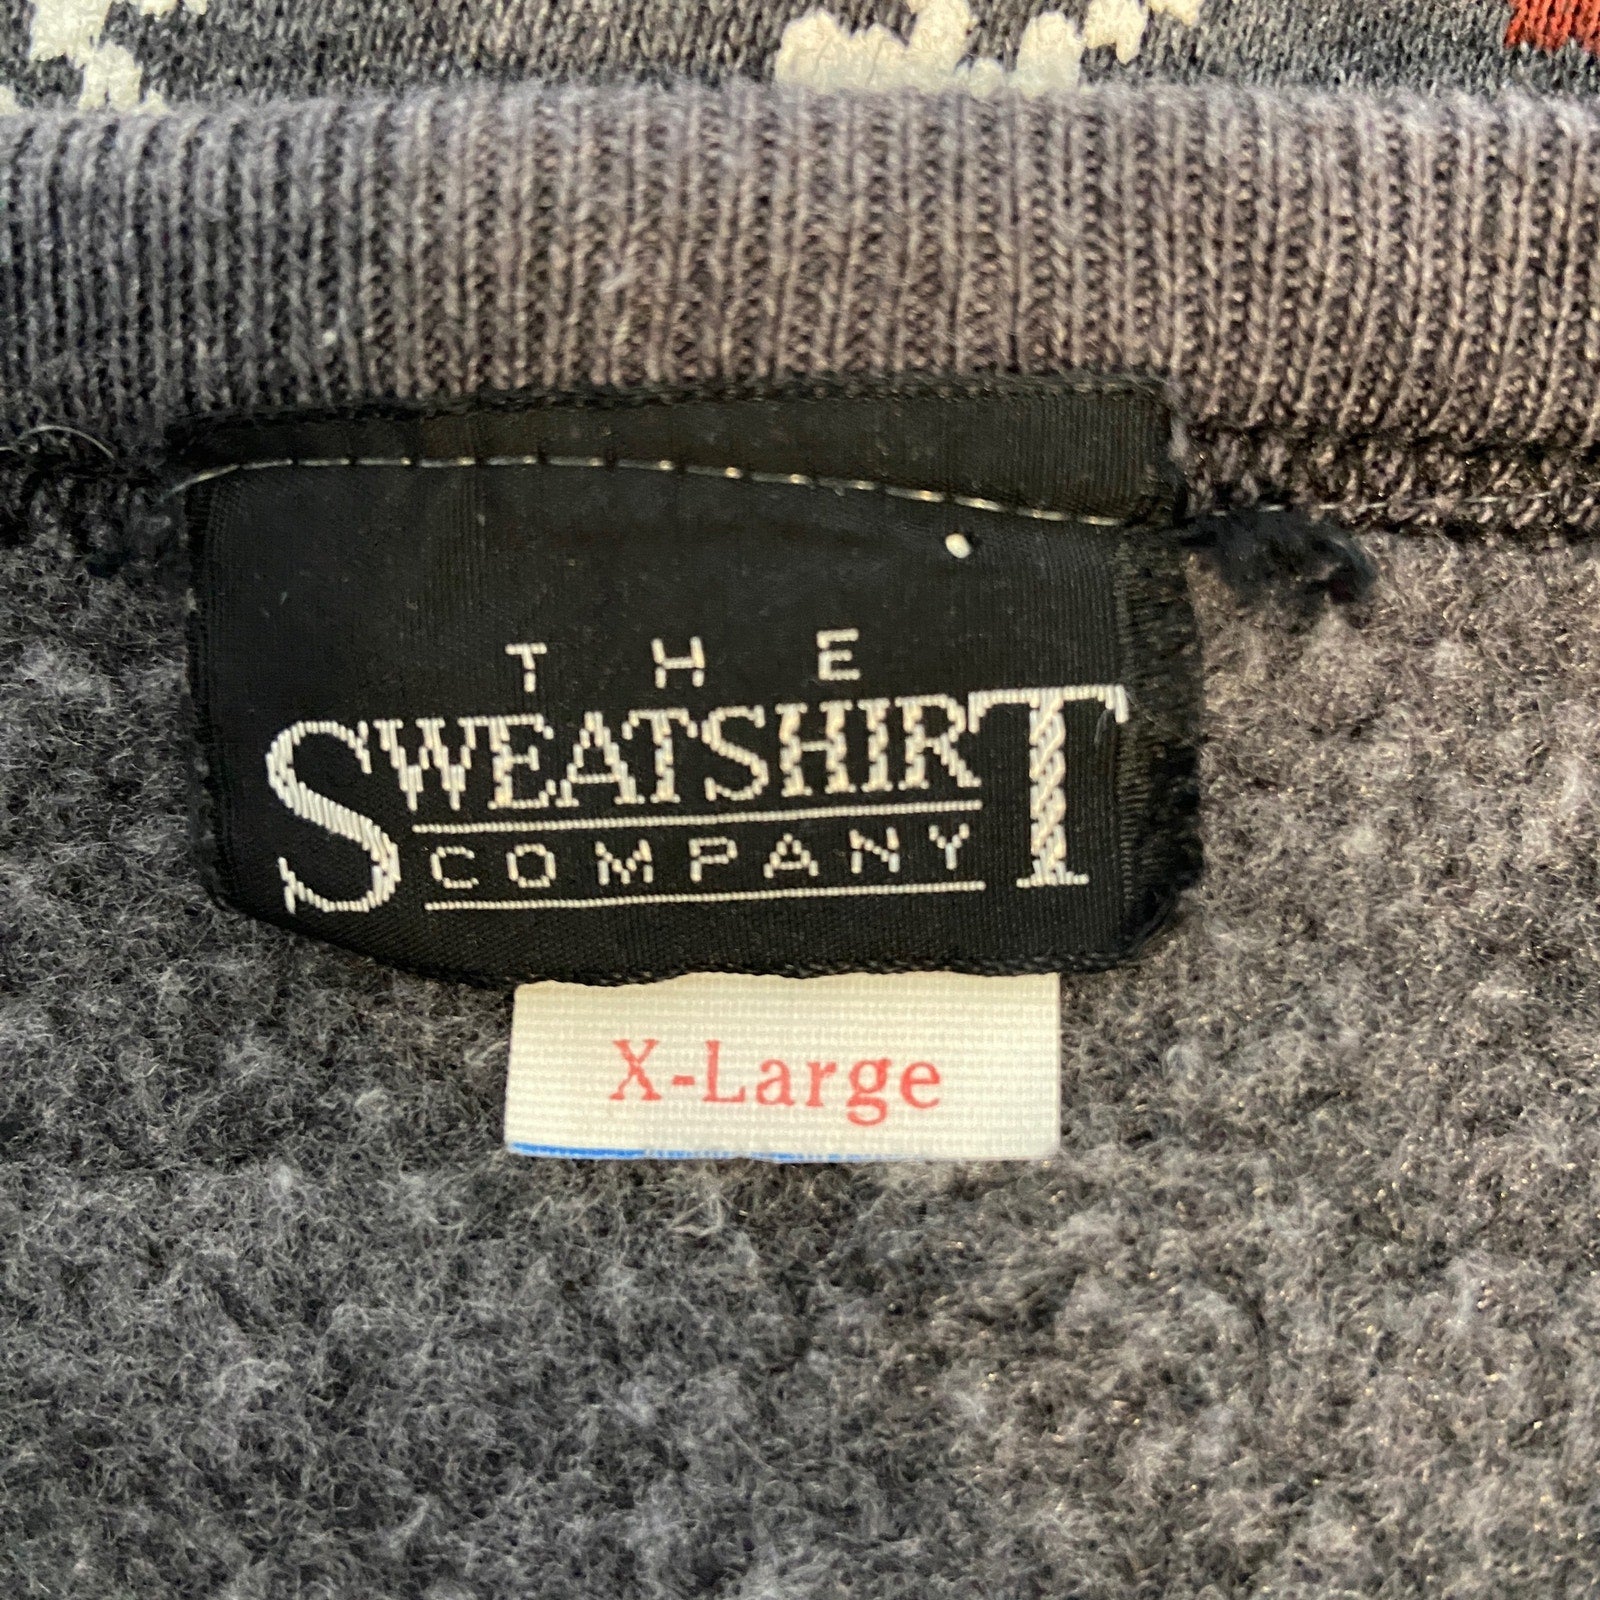 THE
SWEATSHIRT
COMPANY
X-Large